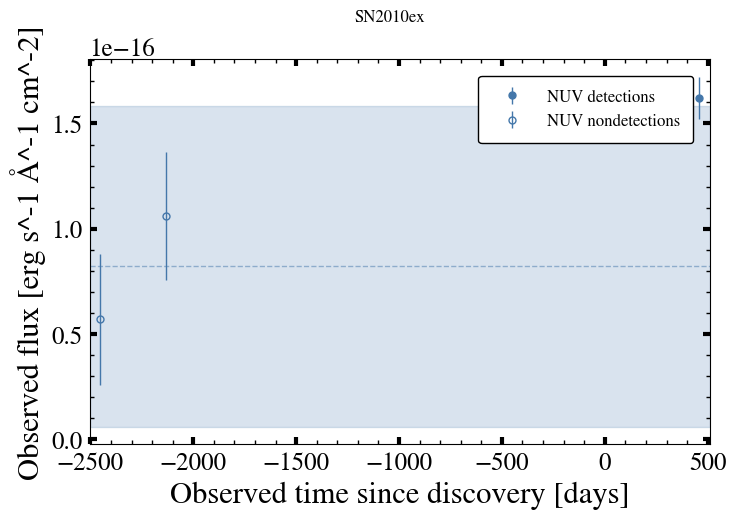 SN2010ex
1e−16
NUV detections
NUV nondetections
1.5
1.0
0.5
0.0
Observed flux [erg s^-1 Å^-1 cm^-2]
−2500 −2000 −1500 −1000 −500 0 500
Observed time since discovery [days]